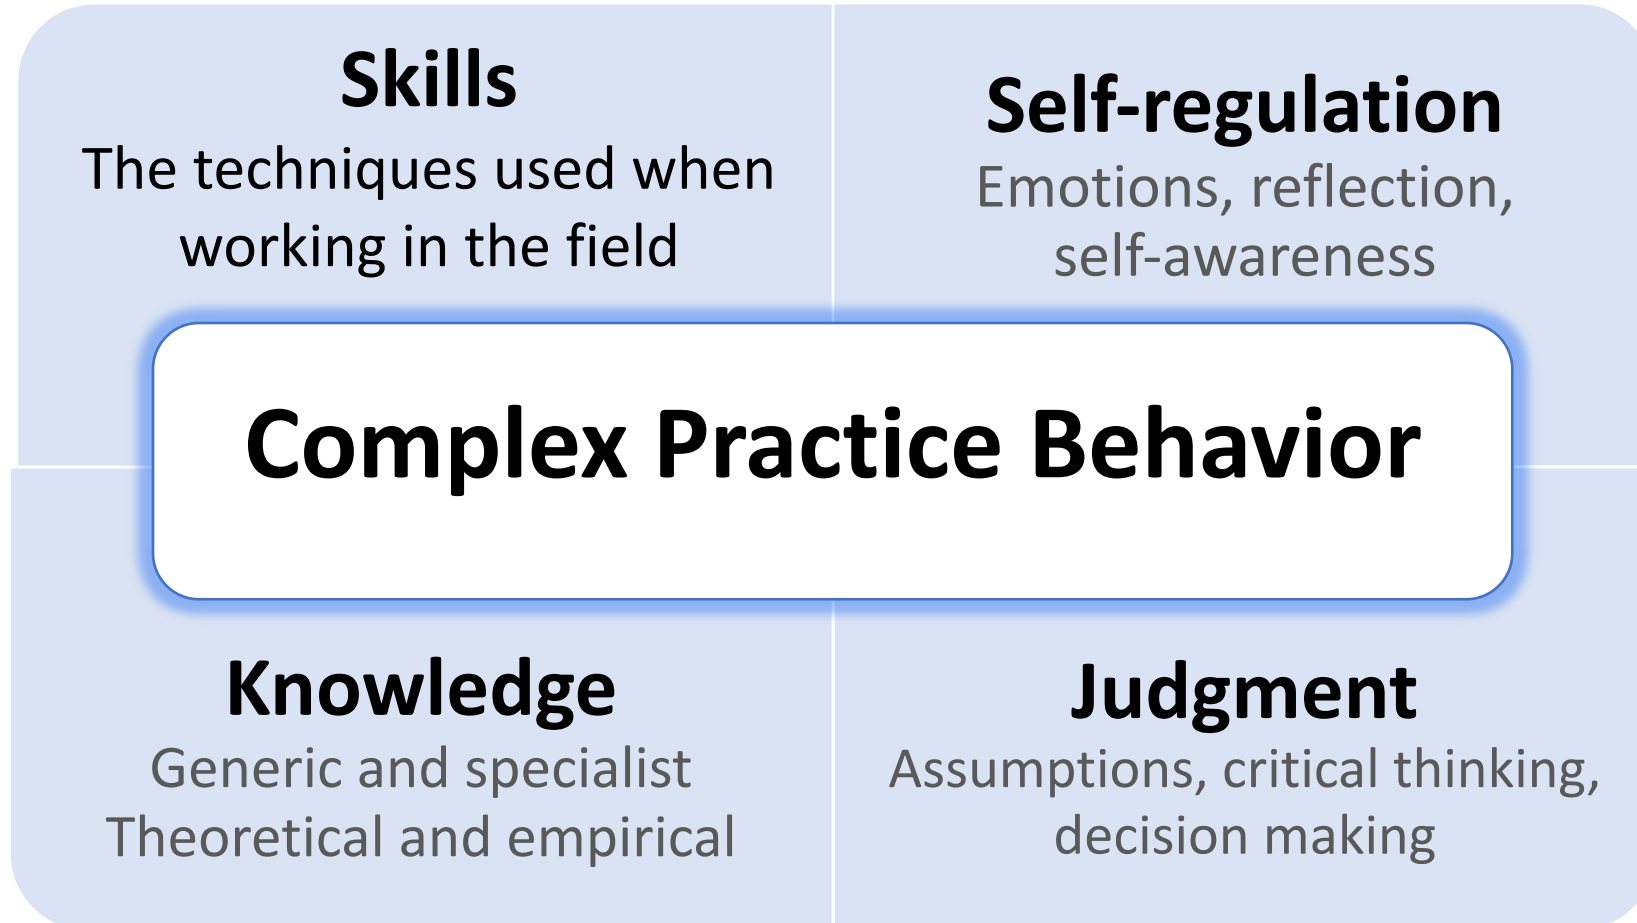 Skills
The techniques used when
working in the field
Self-regulation
Emotions, reflection,
self-awareness
Complex Practice Behavior
Knowledge
Generic and specialist
Theoretical and empirical
Judgment
Assumptions, critical thinking,
decision making